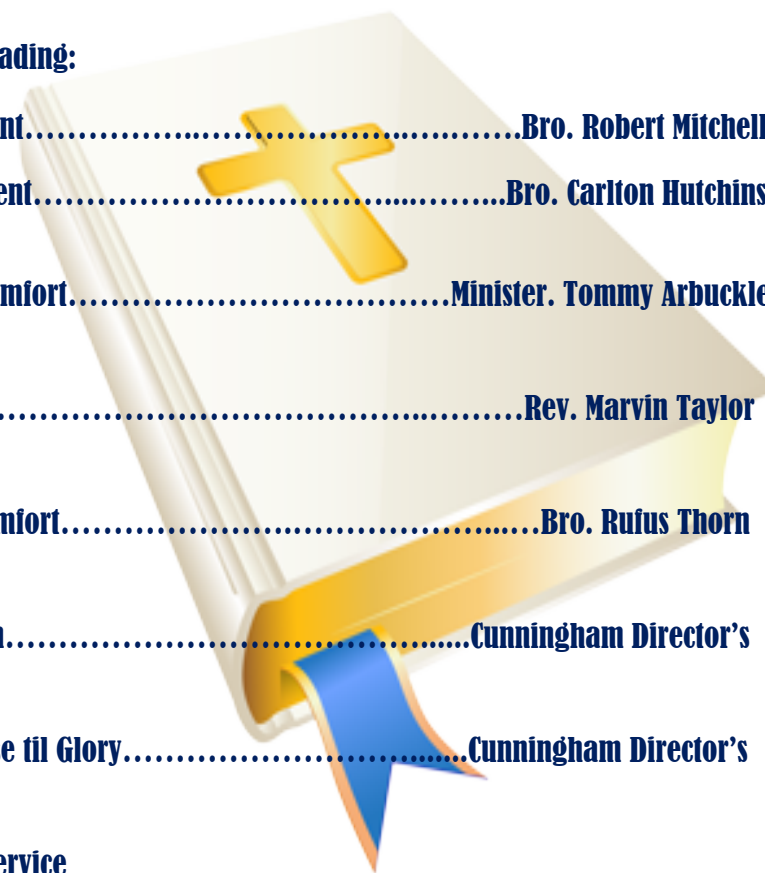 ading:
nt……………..………………..………Bro. Robert Mitchell
ent…………………………....……...Bro. Carlton Hutchins
mfort………………………………Minister. Tommy Arbuckle
…………………………………..………Rev. Marvin Taylor
mfort………………….………………...…Bro. Rufus Thorn
n…………………………………......Cunningham Director’s
e til Glory………………………......Cunningham Director’s
ervice